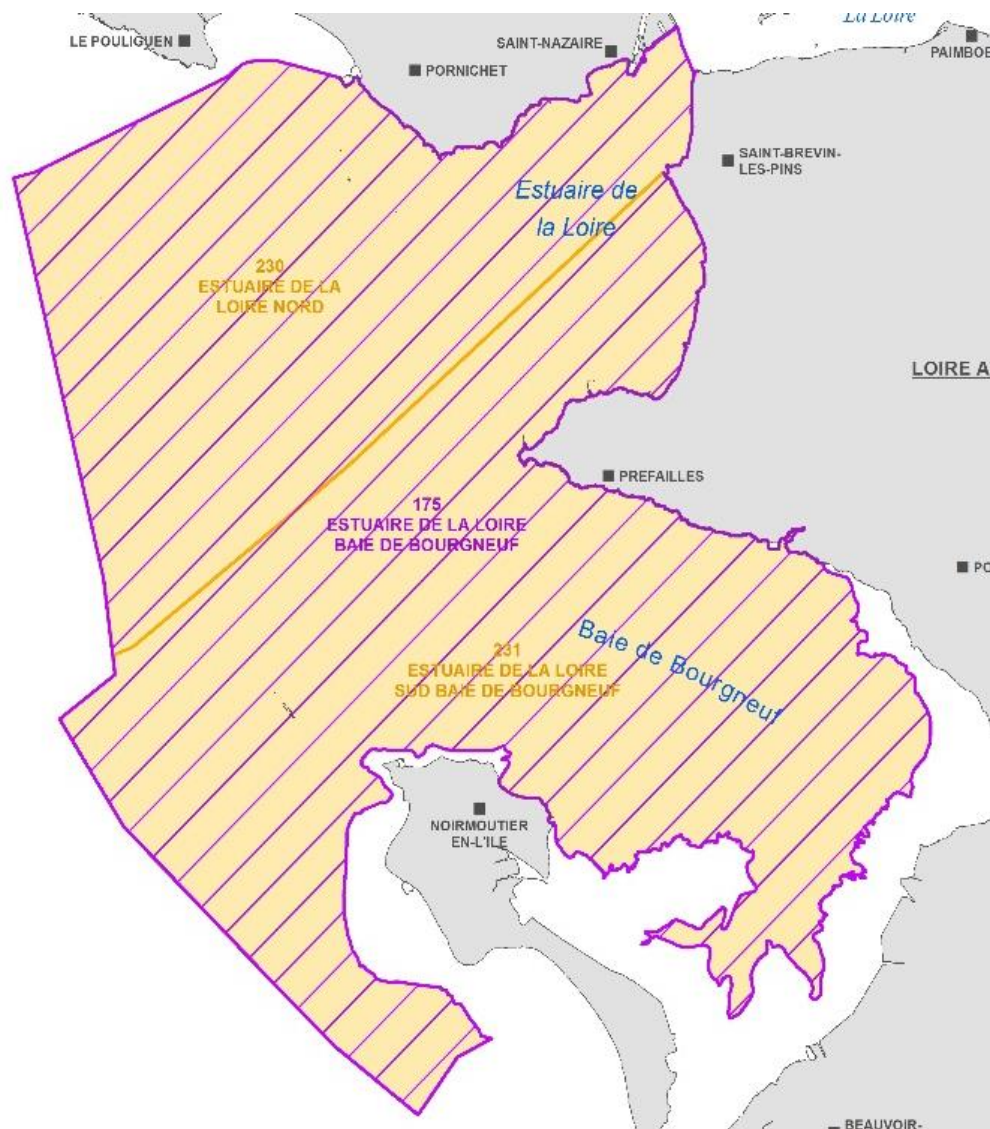 La Loire
LE POULIGUEN
SAINT-NAZAIRE
PAIMBOE
PORNICHET
SAINT-BREVIN-
LES-PINS
Estuaire de
la Loire
230
ESTUAIRE DE LA
LOIRE NORD
LOIRE A
PREFAILLES
175
ESTUAIRE DE LA LOIRE
BAIE DE BOURGNEUF
PO
Baie de Bourgneuf
231
ESTUAIRE DE LA LOIRE
SUD BAIE DE BOURGNEUF
NOIRMOUTIER
EN-L'ILE
BEAUVOIR-